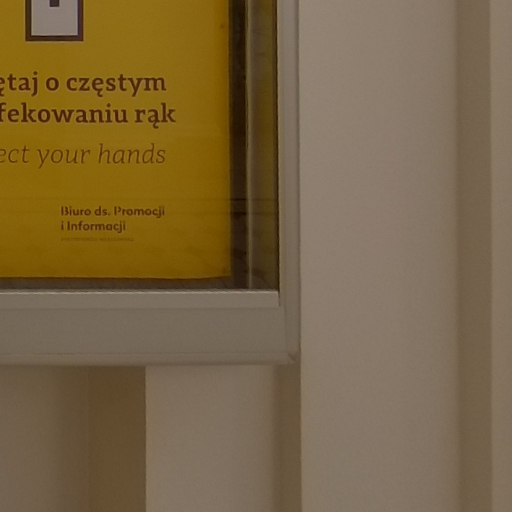 ętaj o częstym
fekowaniu rąk
ect your hands
Biuro ds. Promocji
i Informacji